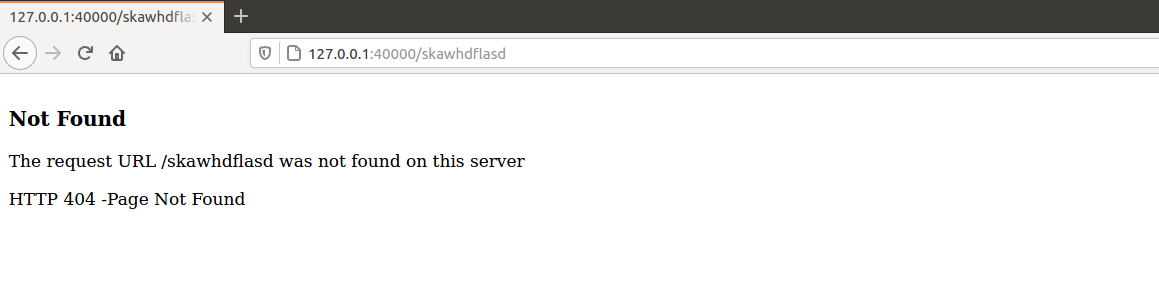 127.0.0.1:40000/skawhdflas
127.0.0.1:40000/skawhdflasd
Not Found
The request URL /skawhdflasd was not found on this server
HTTP 404 -Page Not Found